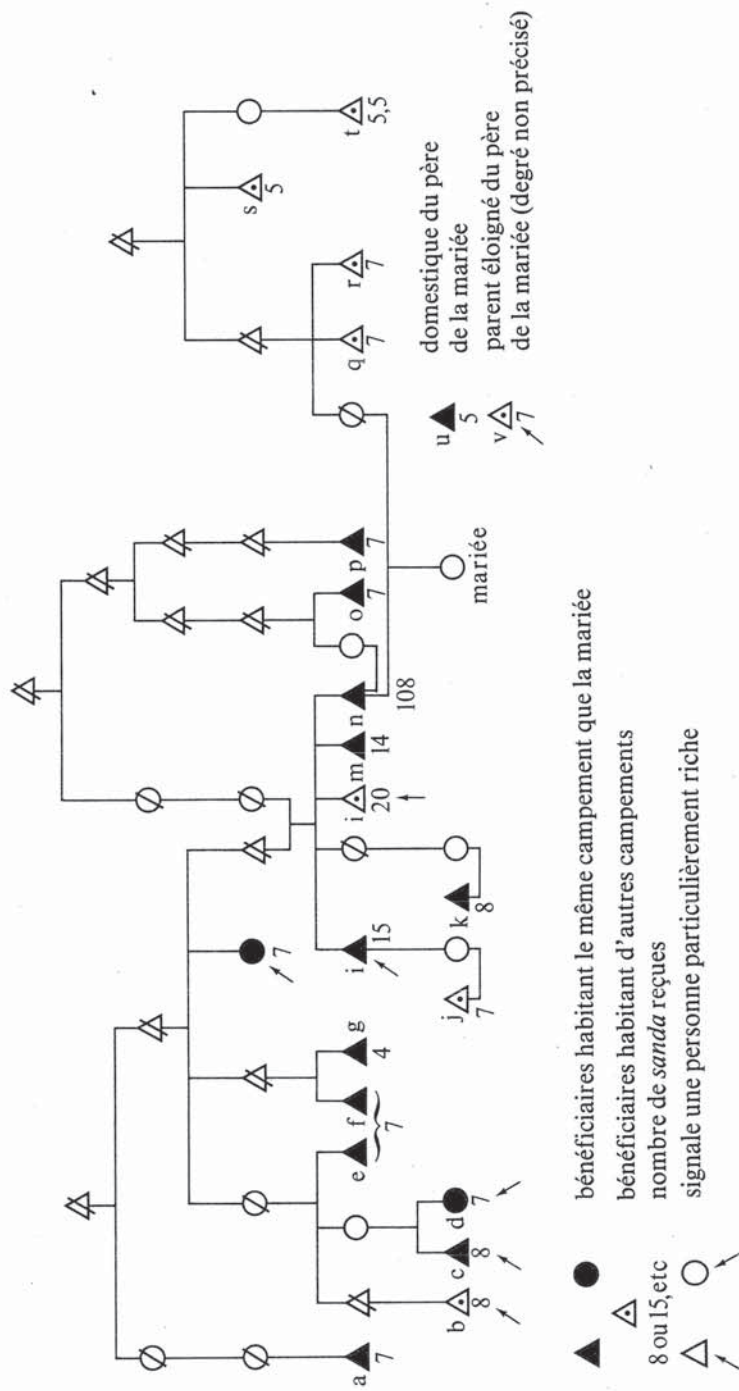 a
7
b
8
c
8
d
7
e
f
7
g
4
7
i
15
j
7
k
8
i
20
m
14
n
108
o
7
p
7
mariée
q
7
r
7
s
5
t
5,5
u
5
domestique du père
de la mariée
v
7
parent éloigné du père
de la mariée (degré non précisé)
bénéficiaires habitant le même campement que la mariée
bénéficiaires habitant d'autres campements
8 ou 15, etc nombre de sanda reçues
signale une personne particulièrement riche